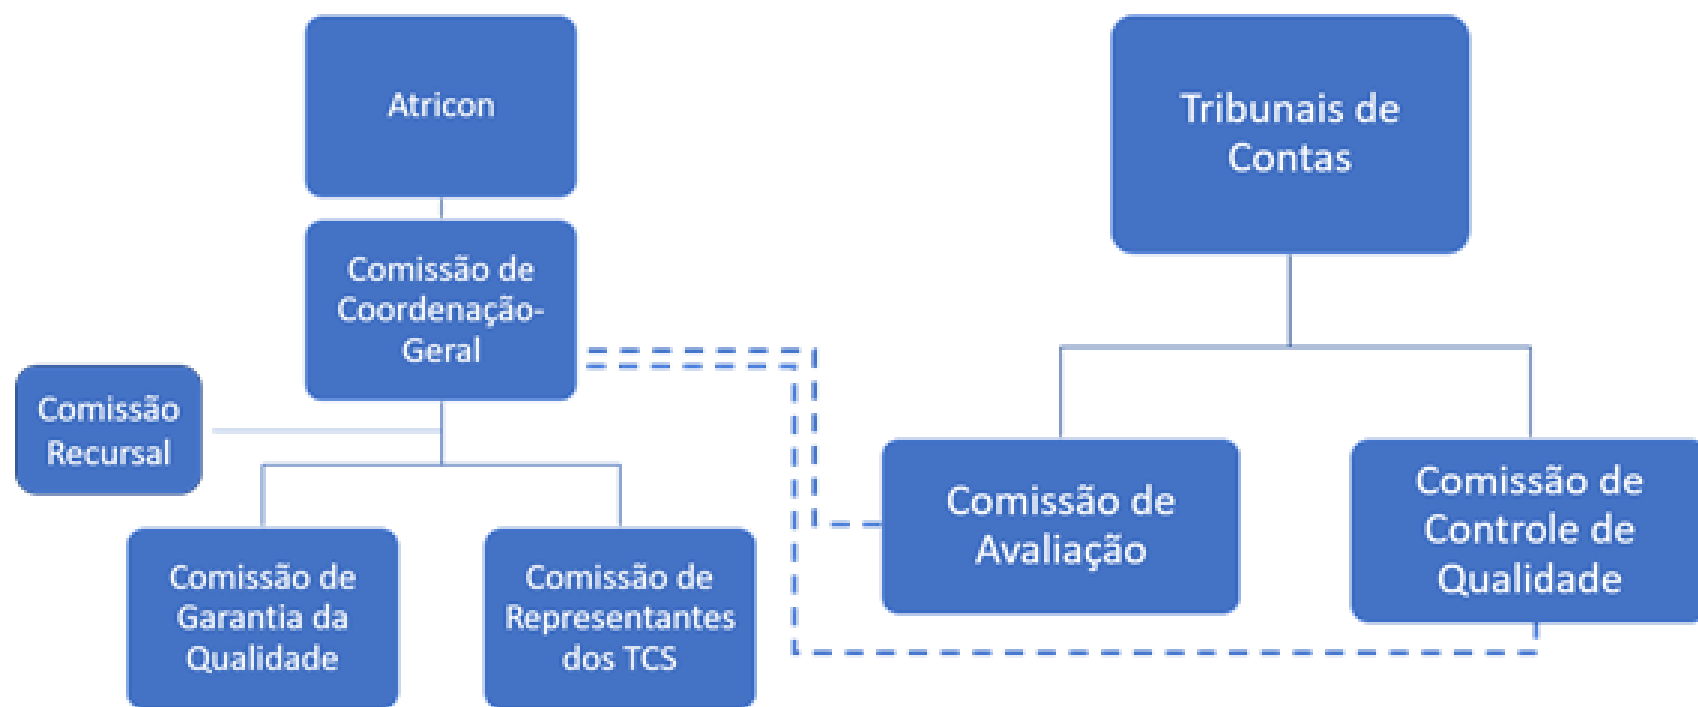 Atricon
Tribunais de
Contas
Comissão de
Coordenação-
Geral
Comissão
Recursal
Comissão de
Avaliação
Comissão de
Controle de
Qualidade
Comissão de
Garantia da
Qualidade
Comissão de
Representantes
dos TCS